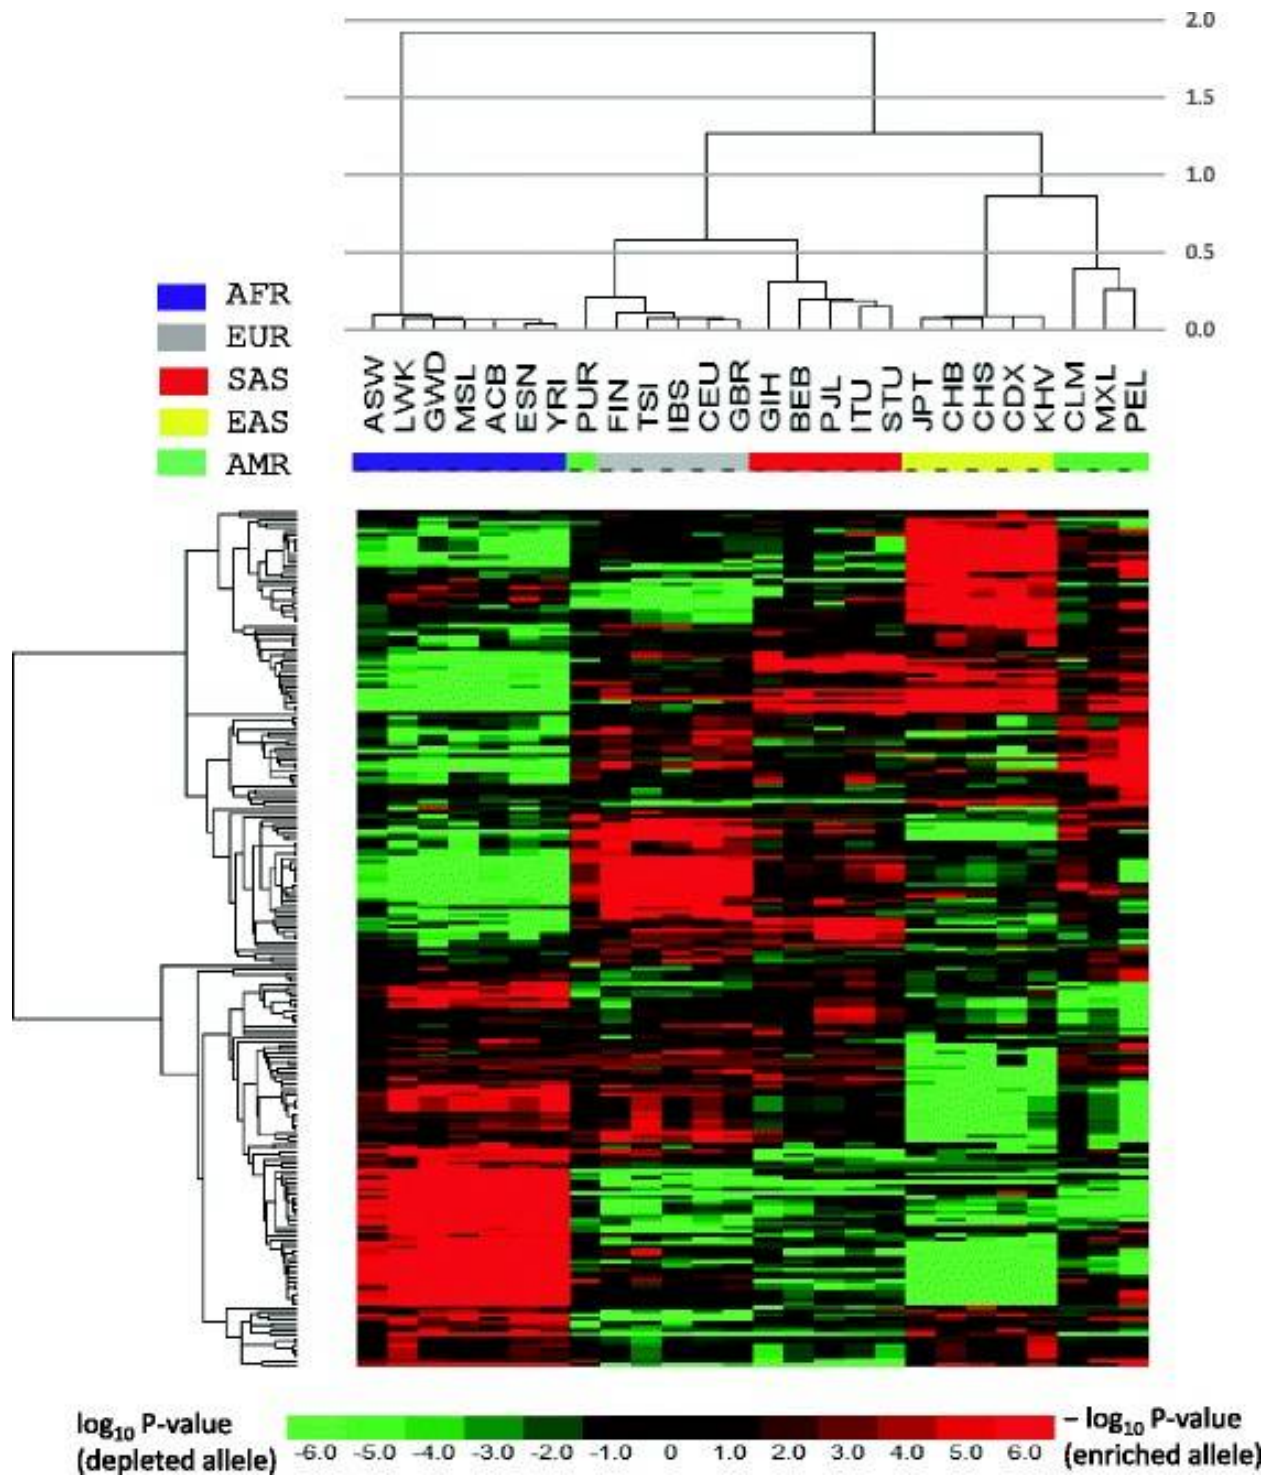 2.0
1.5
1.0
0.5
0.0
AFR
EUR
SAS
EAS
AMR
ASW LWK GWD MSL ACB ESN YRI PUR FIN TSI IBS CEU GBR GIH BEB PJL ITU STU JPT CHB CHS CDX KHV CLM MXL PEL
log₁₀ P-value
(depleted allele)
-6.0 -5.0 -4.0 -3.0 -2.0 -1.0 0 1.0 2.0 3.0 4.0 5.0 6.0
– log₁₀ P-value
(enriched allele)